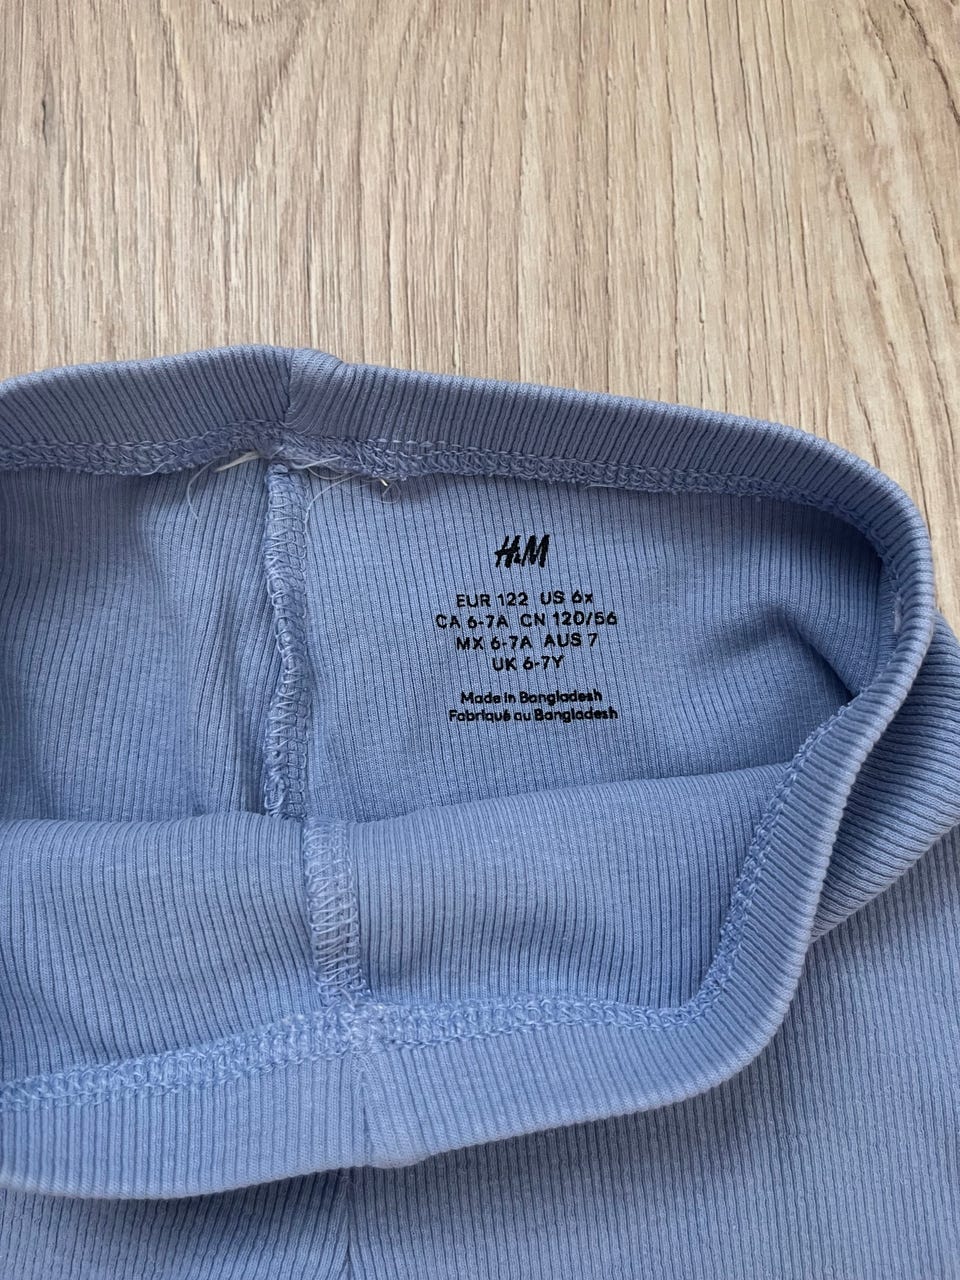 H&M
EUR 122 US 6x
CA 6-7A CN 120/56
MX 6-7A AUS 7
UK 6-7Y
Made in Bangladesh
Fabriqué au Bangladesh